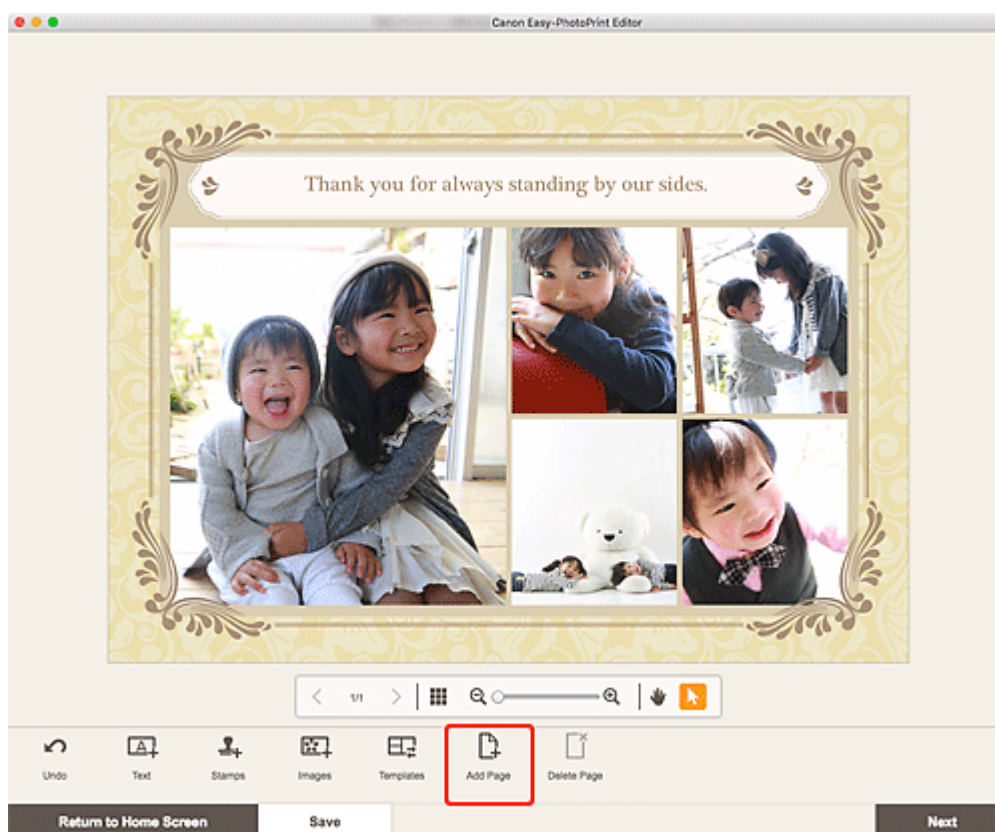 Canon Easy-PhotoPrint Editor
Thank you for always standing by our sides.
1/1
Undo
Text
Stamps
Images
Templates
Add Page
Delete Page
Return to Home Screen
Save
Next